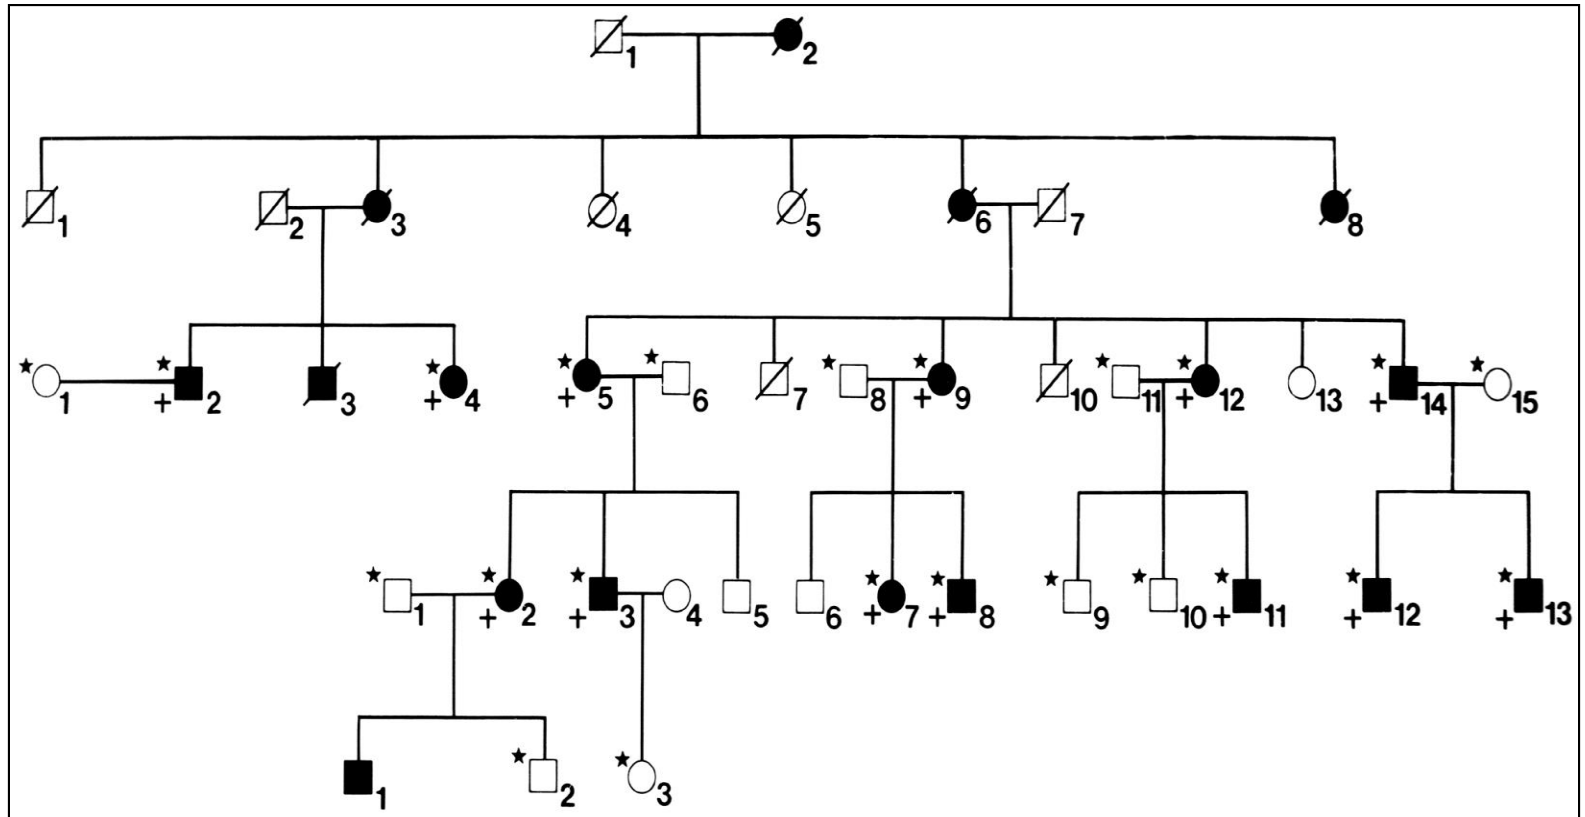 1 2
1 2 3 4 5 6 7 8
★ 1 ★ + 2 3 ★ + 4 ★ + 5 ★ 6 7 ★ 8 ★ + 9 10 ★ 11 ★ + 12 13 ★ + 14 ★ 15
★ 1 ★ + 2 ★ + 3 4 5 6 ★ + 7 ★ + 8 ★ 9 ★ 10 ★ + 11 ★ + 12 ★ + 13
1 ★ 2 ★ 3